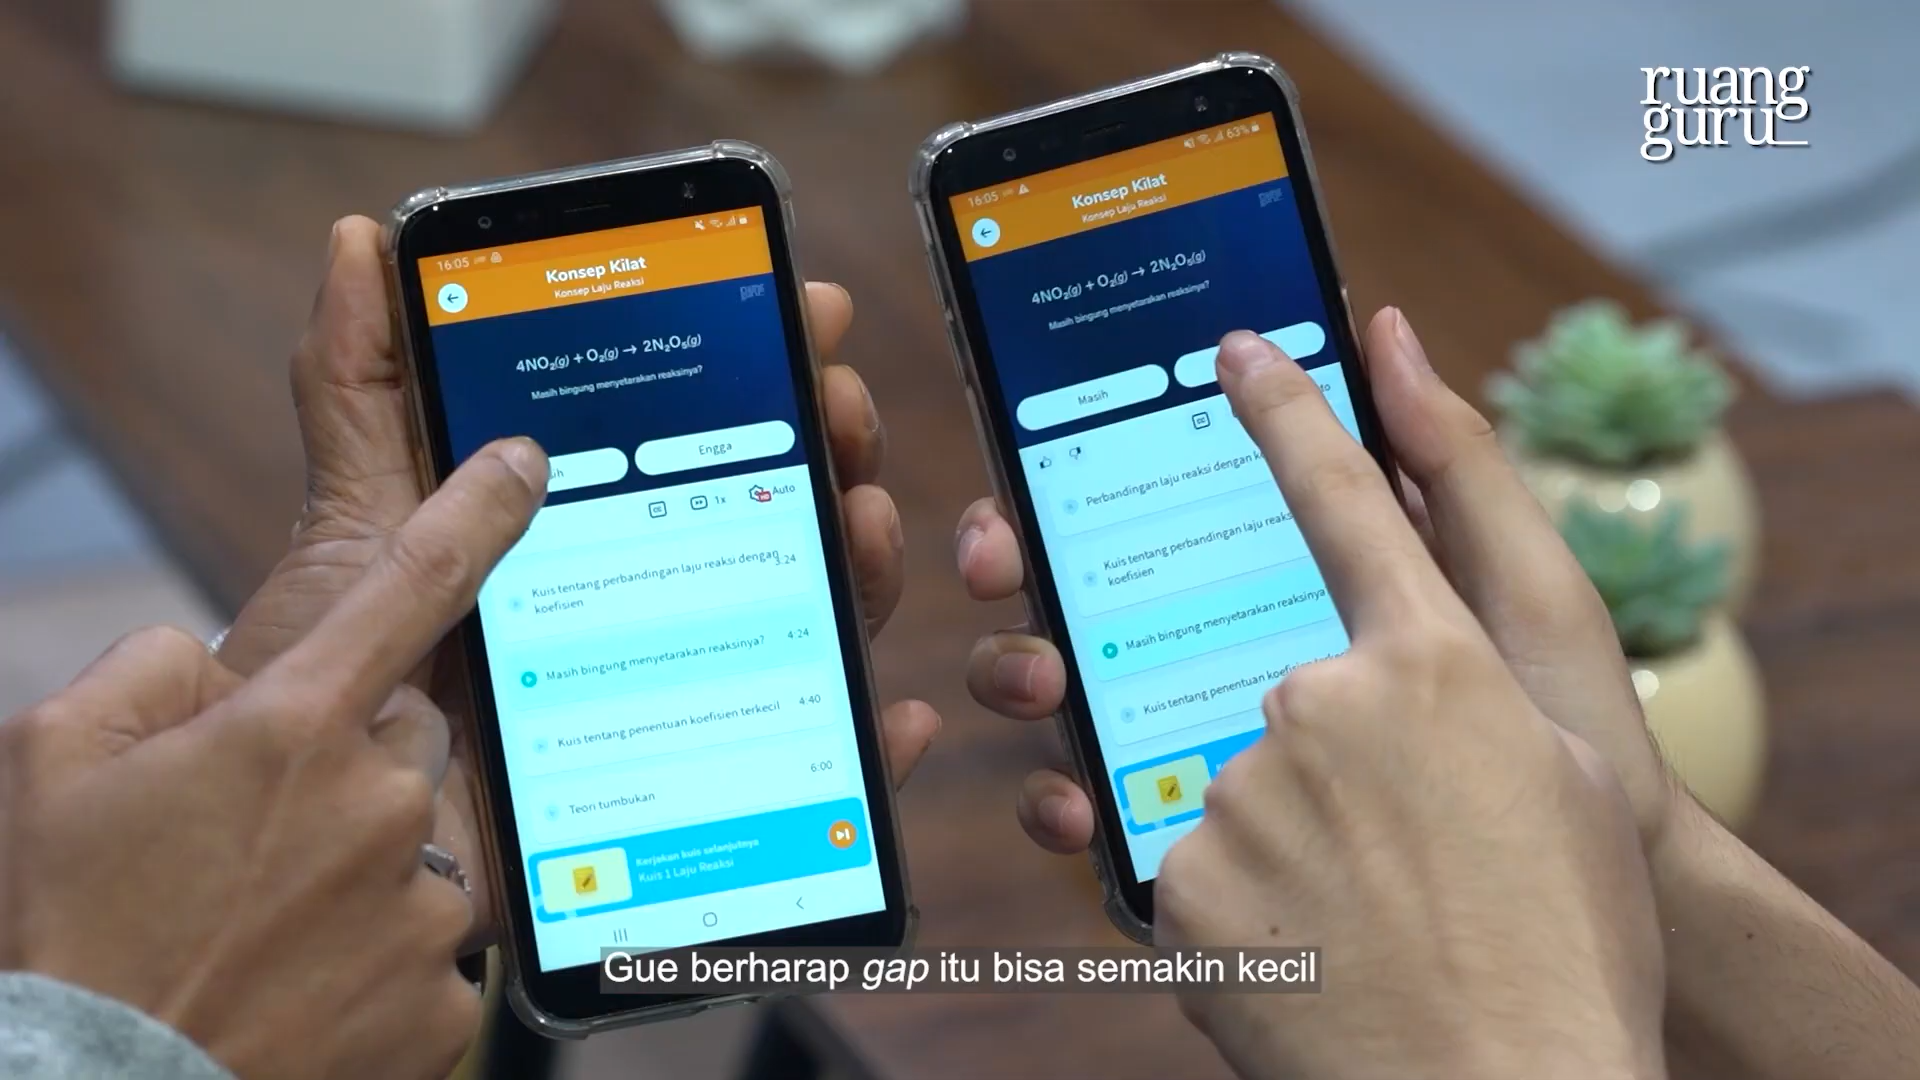 ruang
guru
16:05
Konsep Kilat
Konsep Laju Reaksi
4NO₂(g) + O₂(g) → 2N₂O₅(g)
Masih bingung menyetarakan reaksinya?
Engga
1x
Auto
Kuis tentang perbandingan laju reaksi dengan
koefisien
3:24
Masih bingung menyetarakan reaksinya?
4:24
Kuis tentang penentuan koefisien terkecil
4:40
Teori tumbukan
6:00
Kerjakan kuis selanjutnya
Kuis 1 Laju Reaksi
16:05
63%
Konsep Kilat
Konsep Laju Reaksi
4NO₂(g) + O₂(g) → 2N₂O₅(g)
Masih bingung menyetarakan reaksinya?
Masih
Perbandingan laju reaksi dengan
Kuis tentang perbandingan laju
koefisien
Masih bingung menyetarakan reaksinya
Kuis tentang penentuan koefisien
Gue berharap gap itu bisa semakin kecil